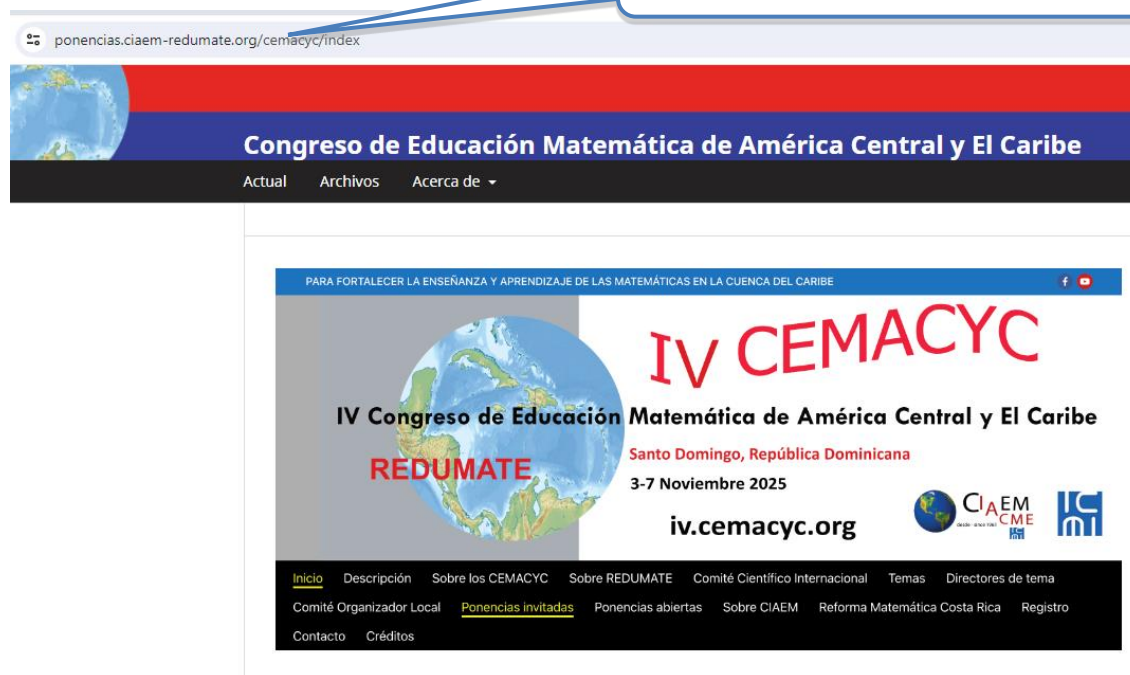 ponencias.ciaem-redumate.org/cemacyc/index
Congreso de Educación Matemática de América Central y El Caribe
Actual Archivos Acerca de
PARA FORTALECER LA ENSEÑANZA Y APRENDIZAJE DE LAS MATEMÁTICAS EN LA CUENCA DEL CARIBE
IV CEMACYC
IV Congreso de Educación Matemática de América Central y El Caribe
REDUMATE
Santo Domingo, República Dominicana
3-7 Noviembre 2025
iv.cemacyc.org
CIAEM
CME
ICMI
Inicio Descripción Sobre los CEMACYC Sobre REDUMATE Comité Científico Internacional Temas Directores de tema
Comité Organizador Local Ponencias invitadas Ponencias abiertas Sobre CIAEM Reforma Matemática Costa Rica Registro
Contacto Créditos